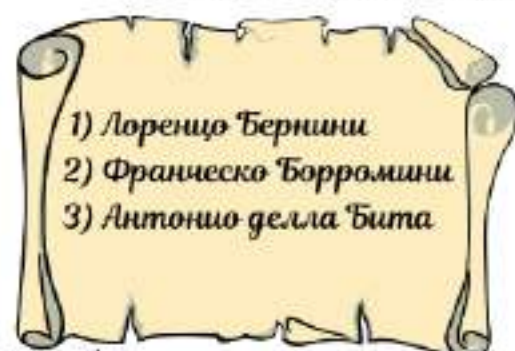 1) Лоренцо Бернини
2) Франческо Борромини
3) Антонио делла Бита